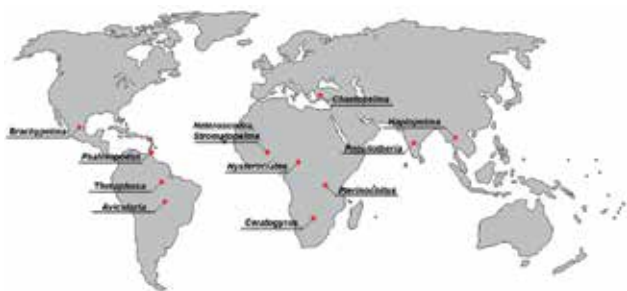 Chaetopelma
Brachypelma
Heteroscodra,
Stromatopelma
Haplopelma
Psalmopoeus
Poecilotheria
Hysterocrates
Theraphosa
Pterinochilus
Avicularia
Ceratogyrus